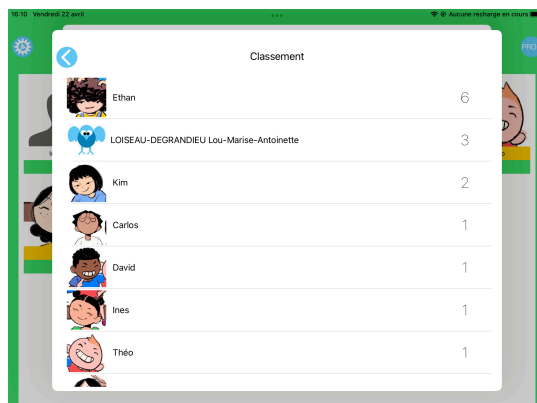 16:10 Vendredi 22 avril
Aucune recharge en cours
PRO
Classement
Ethan 6
LOISEAU-DEGRANDIEU Lou-Marise-Antoinette 3
Kim 2
Carlos 1
David 1
Ines 1
Théo 1